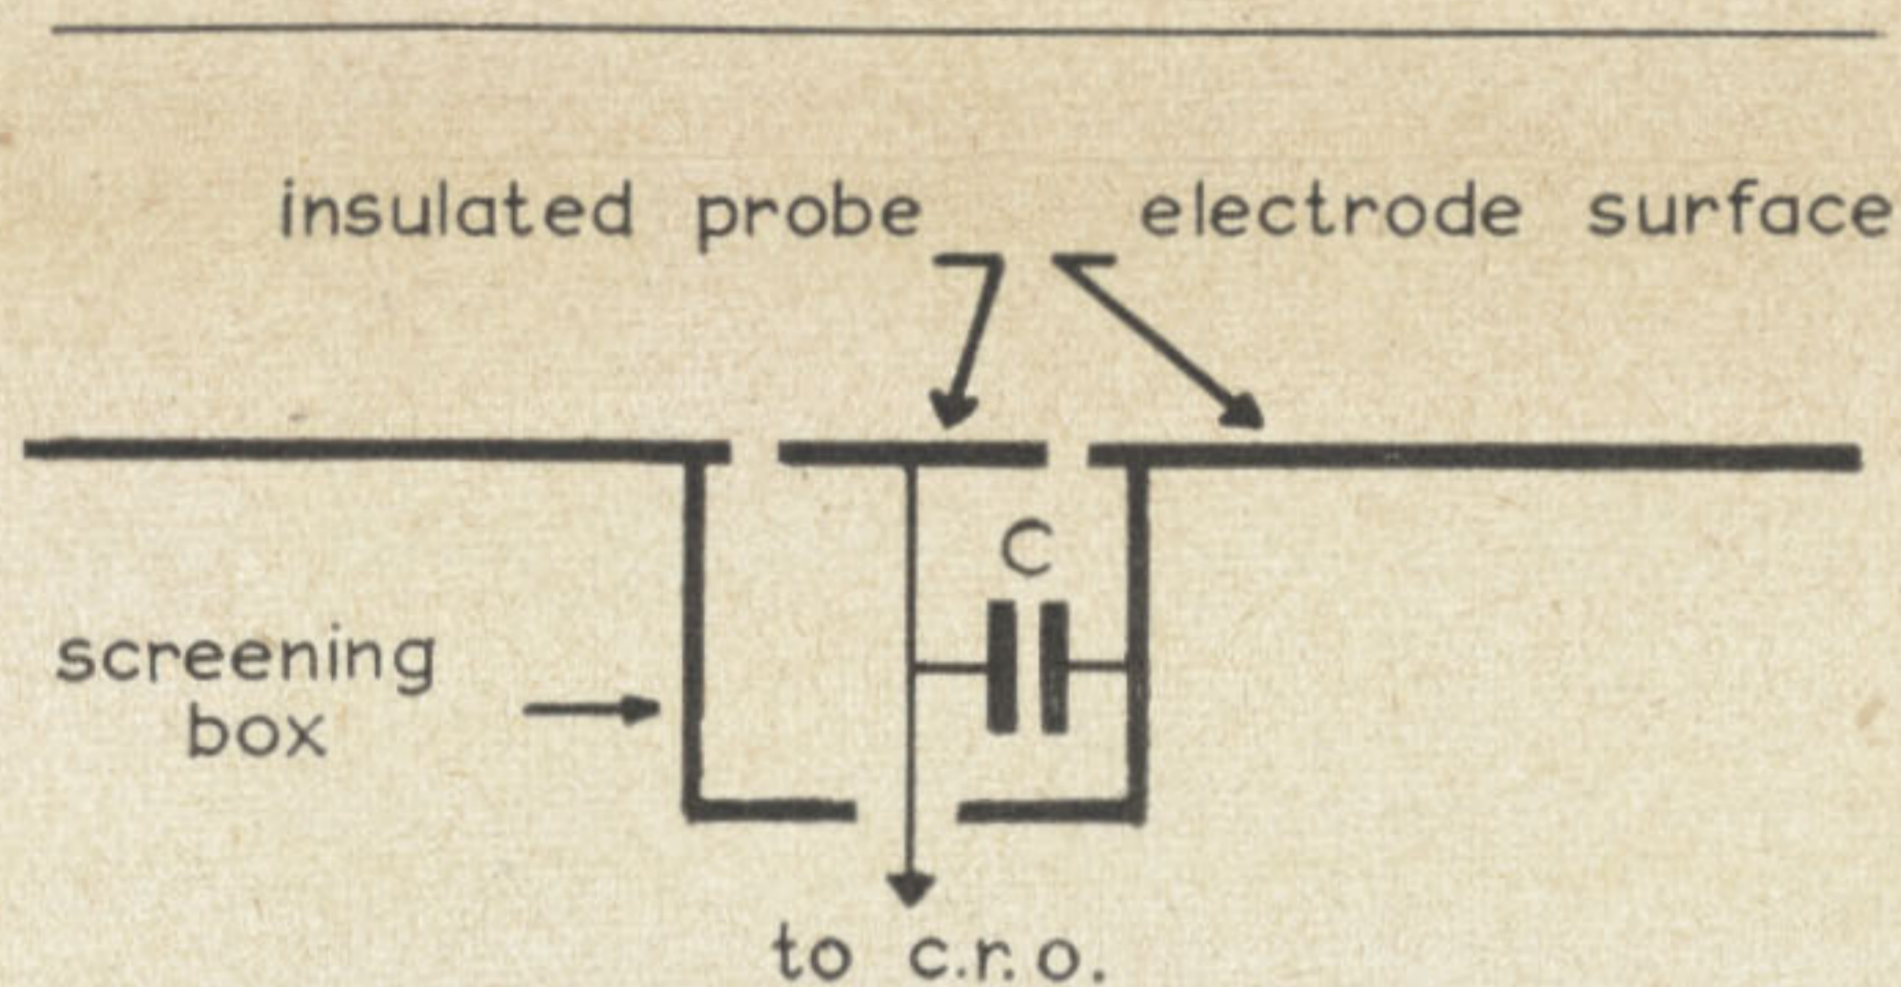 insulated probe
electrode surface
C
screening
box
to c.r.o.